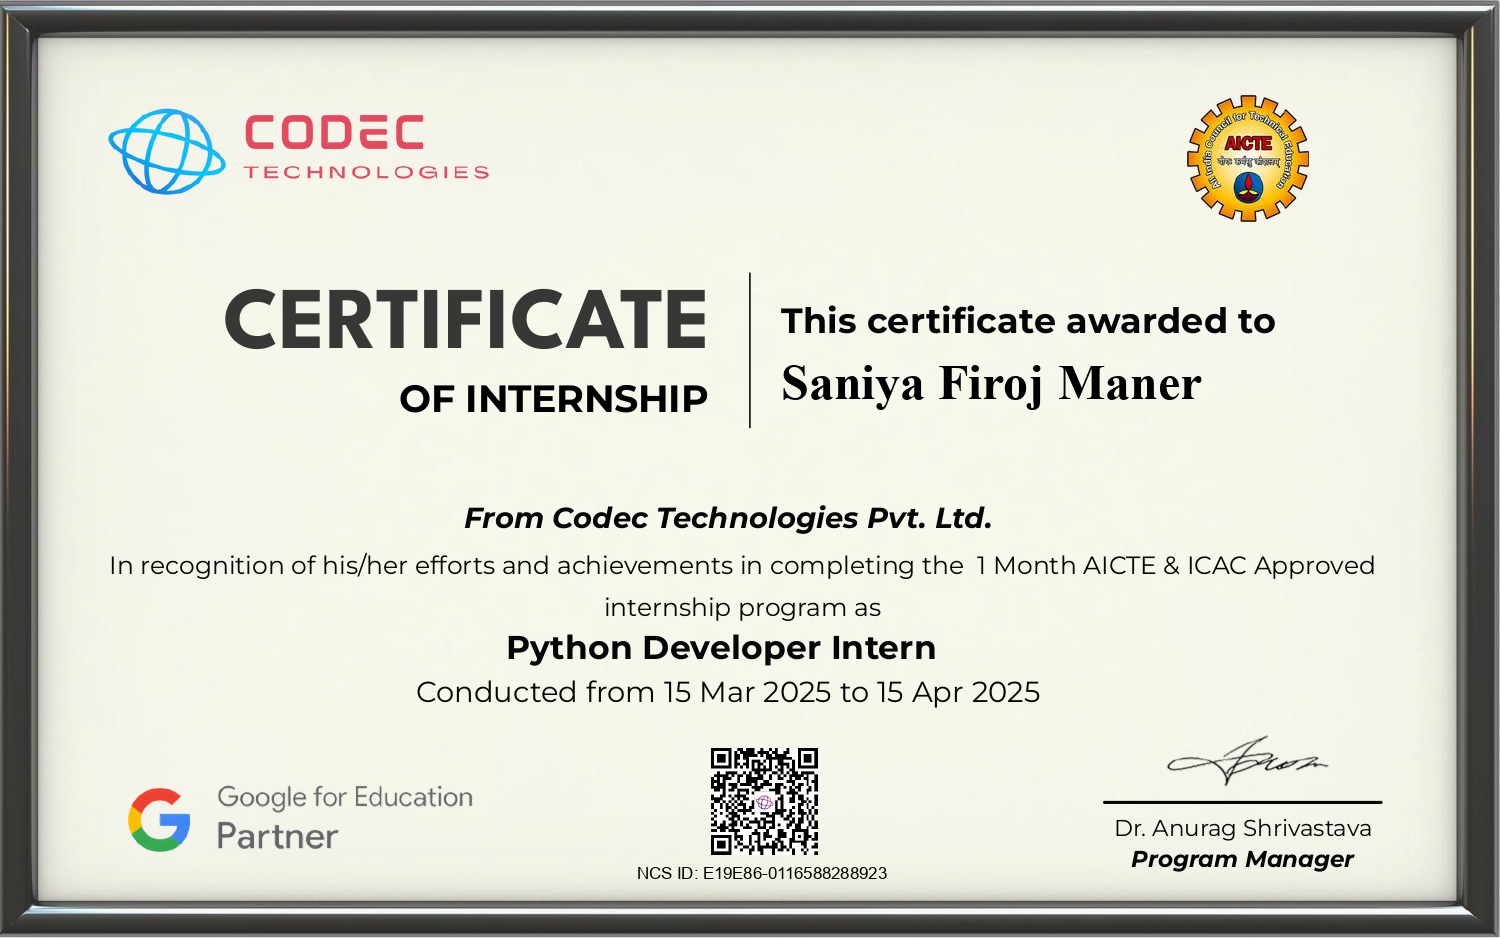 CODEC
TECHNOLOGIES
All India Council for Technical Education
AICTE
योगः कर्मसु कौशलम्
CERTIFICATE
OF INTERNSHIP
This certificate awarded to
Saniya Firoj Maner
From Codec Technologies Pvt. Ltd.
In recognition of his/her efforts and achievements in completing the 1 Month AICTE & ICAC Approved
internship program as
Python Developer Intern
Conducted from 15 Mar 2025 to 15 Apr 2025
Google for Education
Partner
NCS ID: E19E86-0116588288923
Dr. Anurag Shrivastava
Program Manager